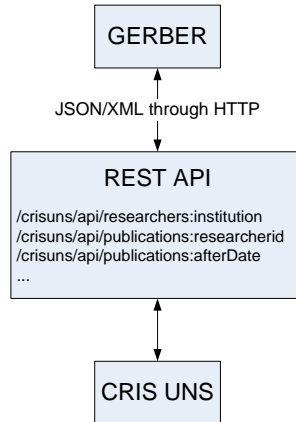 GERBER
JSON/XML through HTTP
REST API
/crisuns/api/researchers:institution
/crisuns/api/publications:researcherid
/crisuns/api/publications:afterDate
...
CRIS UNS